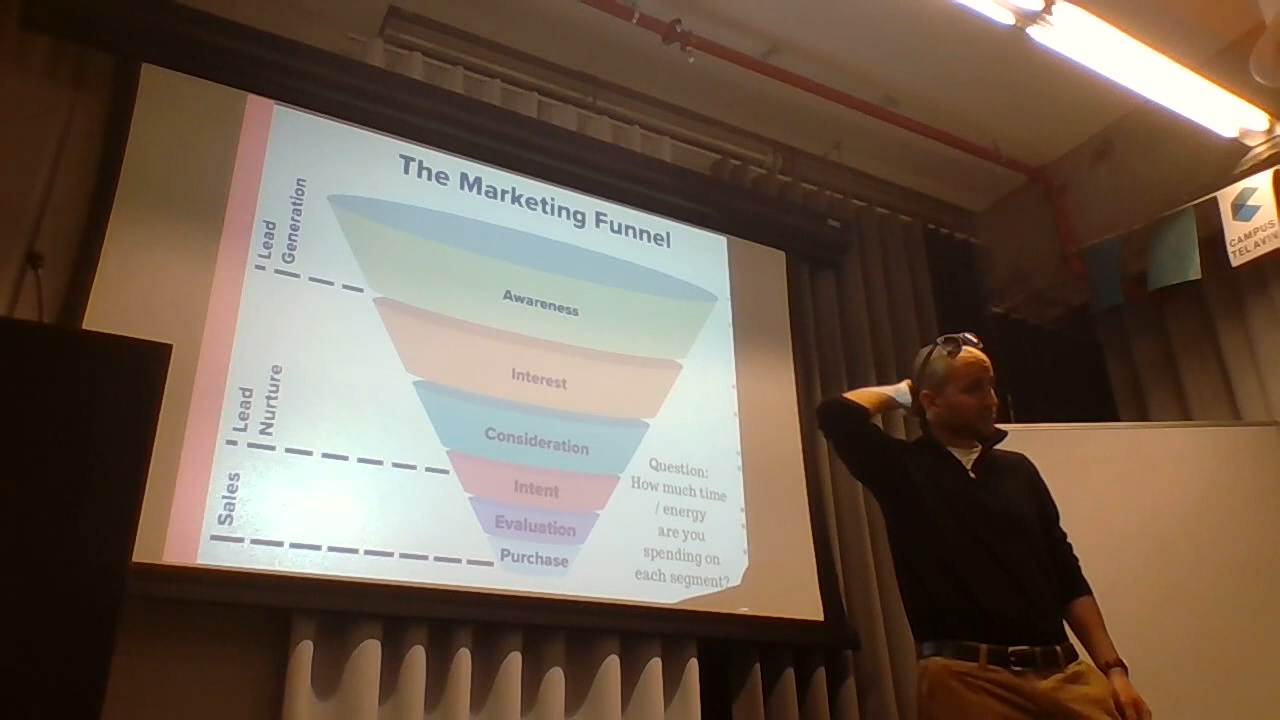 The Marketing Funnel
Lead
Generation
Awareness
Interest
Lead
Nurture
Consideration
Intent
Sales
Evaluation
Purchase
Question:
How much time
/ energy
are you
spending on
each segment?
CAMPUS
TEL AVIV